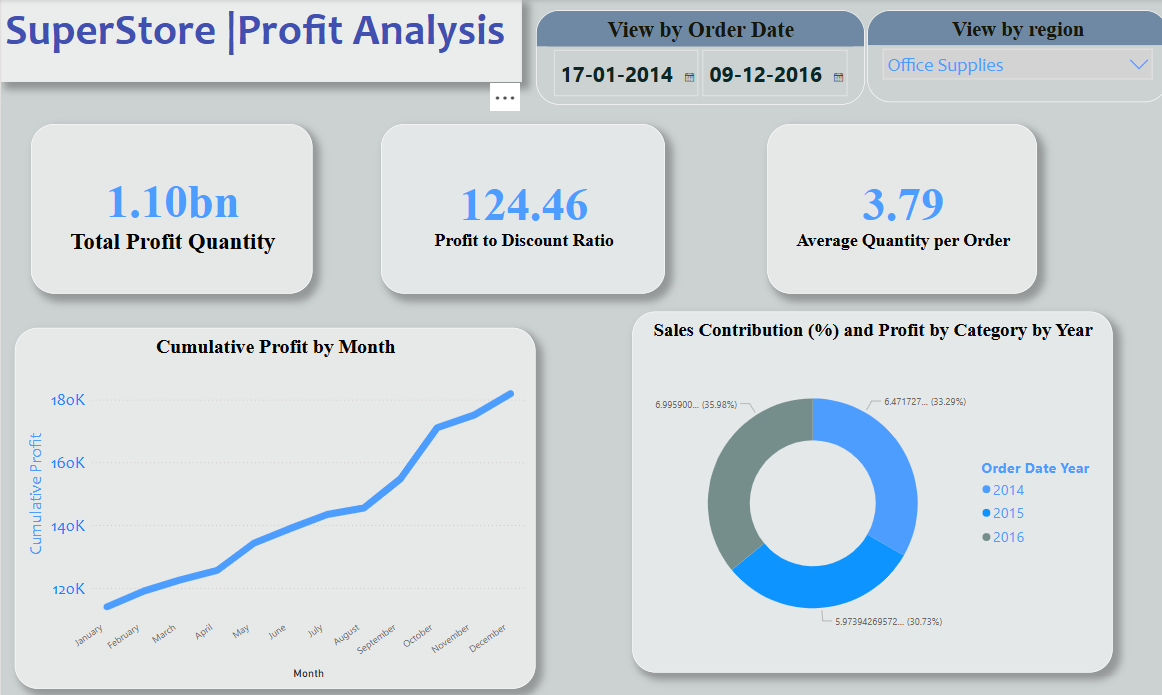 SuperStore |Profit Analysis
View by Order Date
17-01-2014
09-12-2016
View by region
Office Supplies
1.10bn
Total Profit Quantity
124.46
Profit to Discount Ratio
3.79
Average Quantity per Order
Cumulative Profit by Month
Cumulative Profit
180K
160K
140K
120K
January
February
March
April
May
June
July
August
September
October
November
December
Month
Sales Contribution (%) and Profit by Category by Year
6.995900... (35.98%)
6.471727... (33.29%)
5.97394269572... (30.73%)
Order Date Year
2014
2015
2016